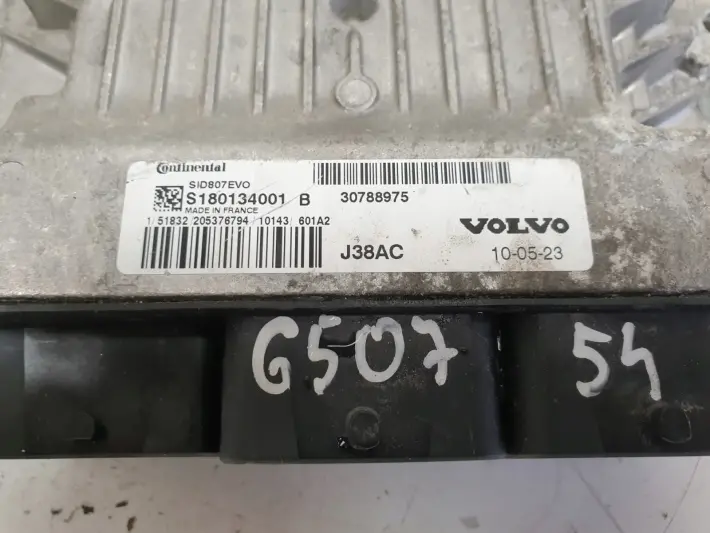 Continental
SID807EVO
S180134001 B
MADE IN FRANCE
1/ 51832 /205376794 /10143/ 601A2
30788975
VOLVO
J38AC
10-05-23
G507
54